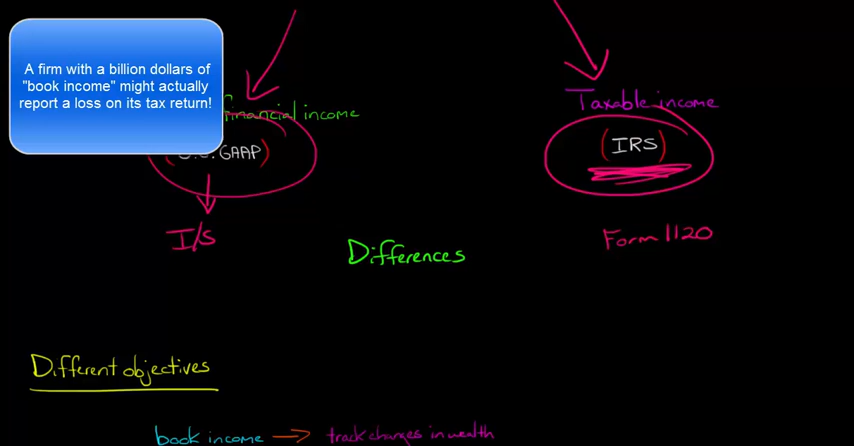 A firm with a billion dollars of
"book income" might actually
report a loss on its tax return!
financial income
Taxable income
GAAP)
(IRS)
I/S
Form 1120
Differences
Different objectives
book income → track changes in wealth